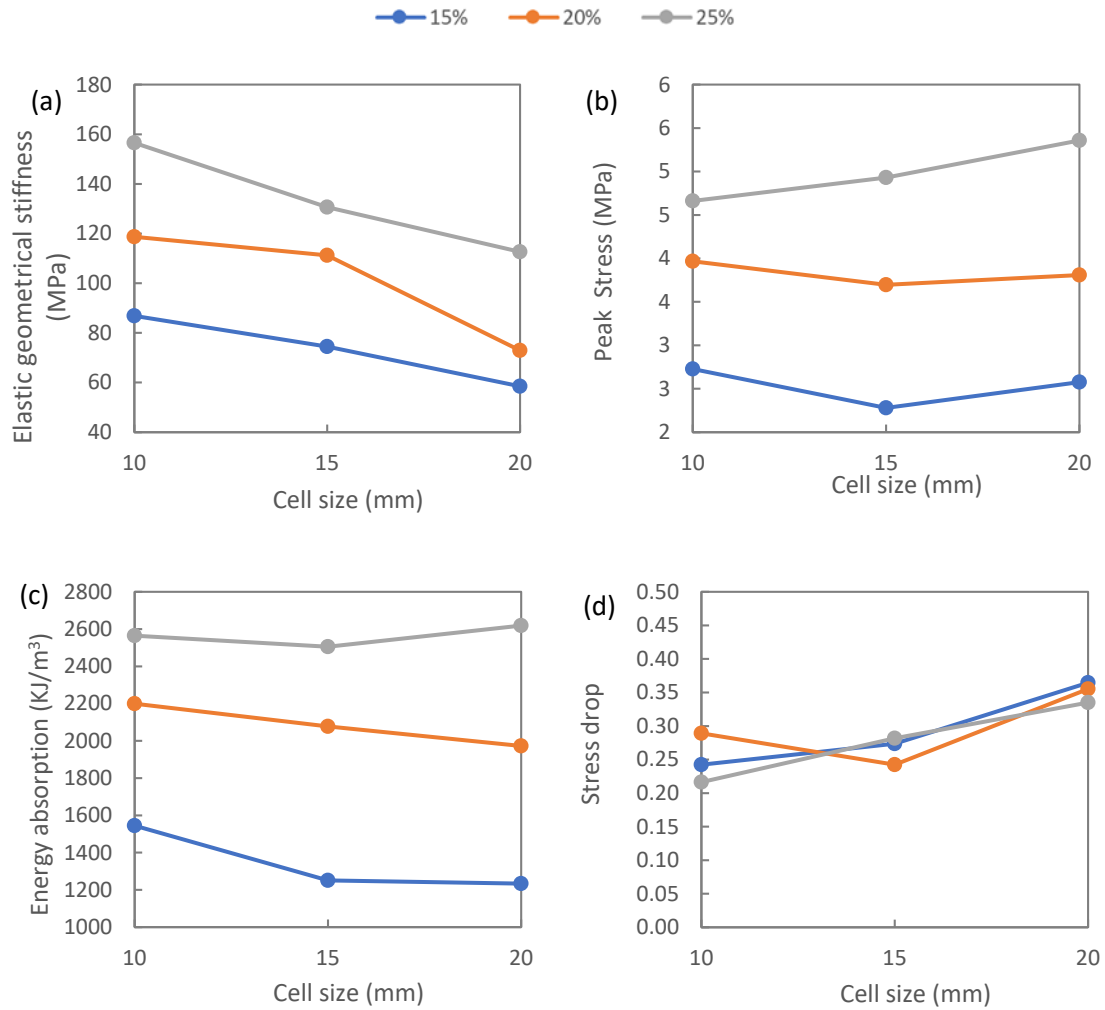 15% 20% 25%
(a)
Elastic geometrical stiffness
(MPa)
180
160
140
120
100
80
60
40
10 15 20
Cell size (mm)
(b)
Peak Stress (MPa)
6
6
5
5
4
4
3
3
2
10 15 20
Cell size (mm)
(c)
Energy absorption (KJ/m³)
2800
2600
2400
2200
2000
1800
1600
1400
1200
1000
10 15 20
Cell size (mm)
(d)
Stress drop
0.50
0.45
0.40
0.35
0.30
0.25
0.20
0.15
0.10
0.05
0.00
10 15 20
Cell size (mm)